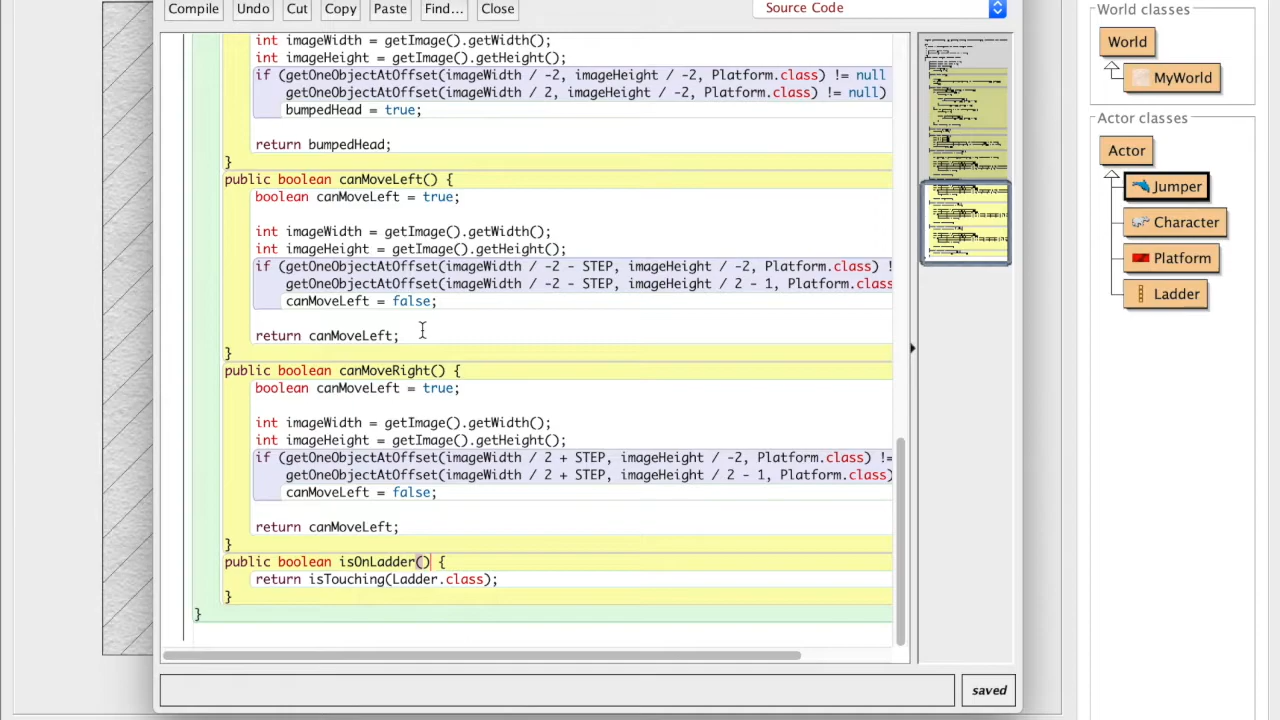 Compile Undo Cut Copy Paste Find... Close Source Code
int imageWidth = getImage().getWidth();
int imageHeight = getImage().getHeight();
if (getOneObjectAtOffset(imageWidth / -2, imageHeight / -2, Platform.class) != null
getOneObjectAtOffset(imageWidth / 2, imageHeight / -2, Platform.class) != null)
bumpedHead = true;
return bumpedHead;
}
public boolean canMoveLeft() {
boolean canMoveLeft = true;
int imageWidth = getImage().getWidth();
int imageHeight = getImage().getHeight();
if (getOneObjectAtOffset(imageWidth / -2 - STEP, imageHeight / -2, Platform.class) !
getOneObjectAtOffset(imageWidth / -2 - STEP, imageHeight / 2 - 1, Platform.class
canMoveLeft = false;
return canMoveLeft;
}
public boolean canMoveRight() {
boolean canMoveLeft = true;
int imageWidth = getImage().getWidth();
int imageHeight = getImage().getHeight();
if (getOneObjectAtOffset(imageWidth / 2 + STEP, imageHeight / -2, Platform.class) !=
getOneObjectAtOffset(imageWidth / 2 + STEP, imageHeight / 2 - 1, Platform.class)
canMoveLeft = false;
return canMoveLeft;
}
public boolean isOnLadder() {
return isTouching(Ladder.class);
}
}
saved
World classes
World
MyWorld
Actor classes
Actor
Jumper
Character
Platform
Ladder